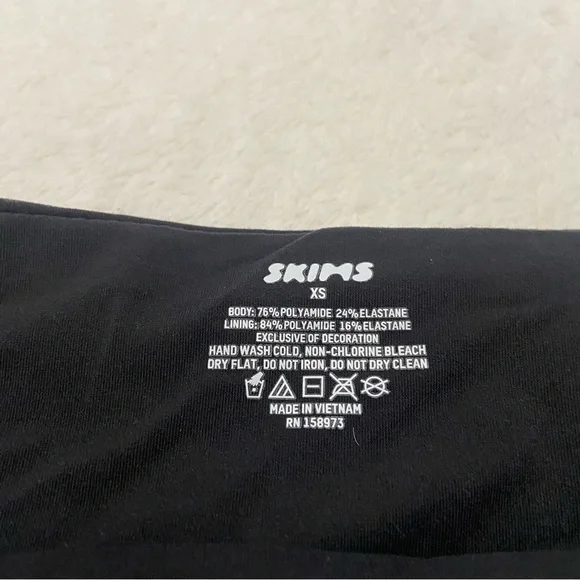 SKIMS
XS
BODY: 76% POLYAMIDE 24% ELASTANE
LINING: 84% POLYAMIDE 16% ELASTANE
EXCLUSIVE OF DECORATION
HAND WASH COLD, NON-CHLORINE BLEACH
DRY FLAT, DO NOT IRON, DO NOT DRY CLEAN
MADE IN VIETNAM
RN 158973